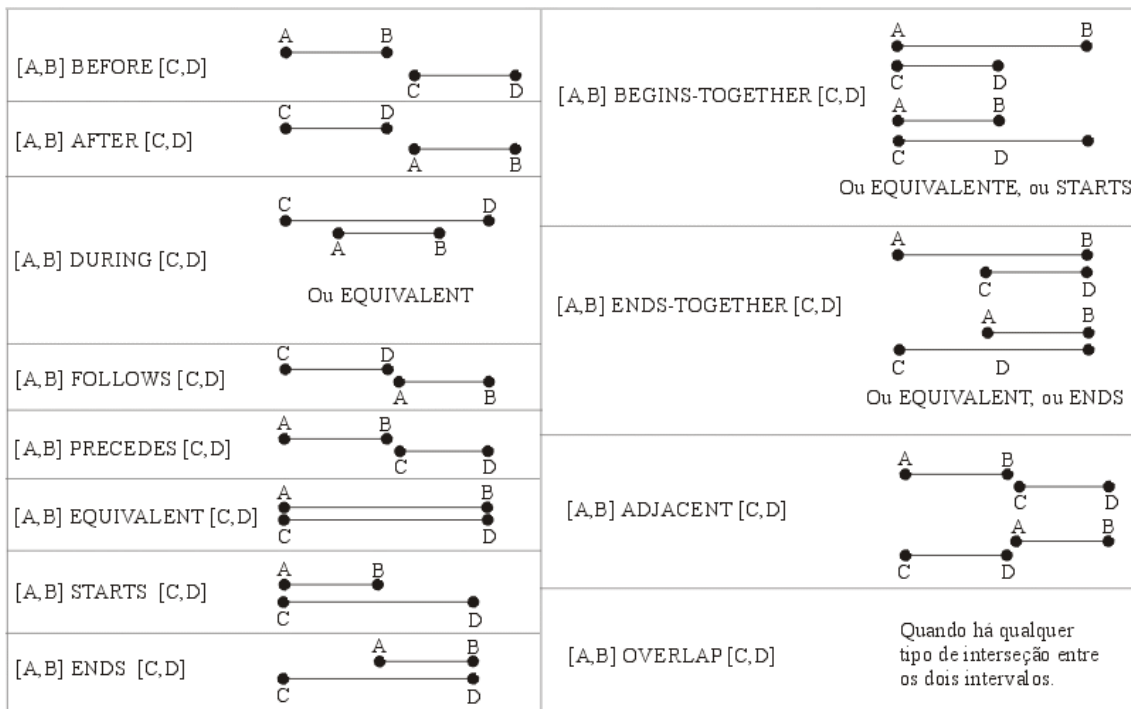 A B
[A,B] BEFORE [C,D]
C D
C D
[A,B] AFTER [C,D]
A B
C D
[A,B] DURING [C,D]
A B
Ou EQUIVALENT
C D
[A,B] FOLLOWS [C,D]
A B
A B
[A,B] PRECEDES [C,D]
C D
A B
[A,B] EQUIVALENT [C,D]
C D
A B
[A,B] STARTS [C,D]
C D
A B
[A,B] ENDS [C,D]
C D
A B
C D
[A,B] BEGINS-TOGETHER [C,D]
A B
C D
Ou EQUIVALENTE, ou STARTS
A B
C D
[A,B] ENDS-TOGETHER [C,D]
A B
C D
Ou EQUIVALENT, ou ENDS
A B
C D
[A,B] ADJACENT [C,D]
A B
C D
[A,B] OVERLAP [C,D]
Quando há qualquer
tipo de interseção entre
os dois intervalos.